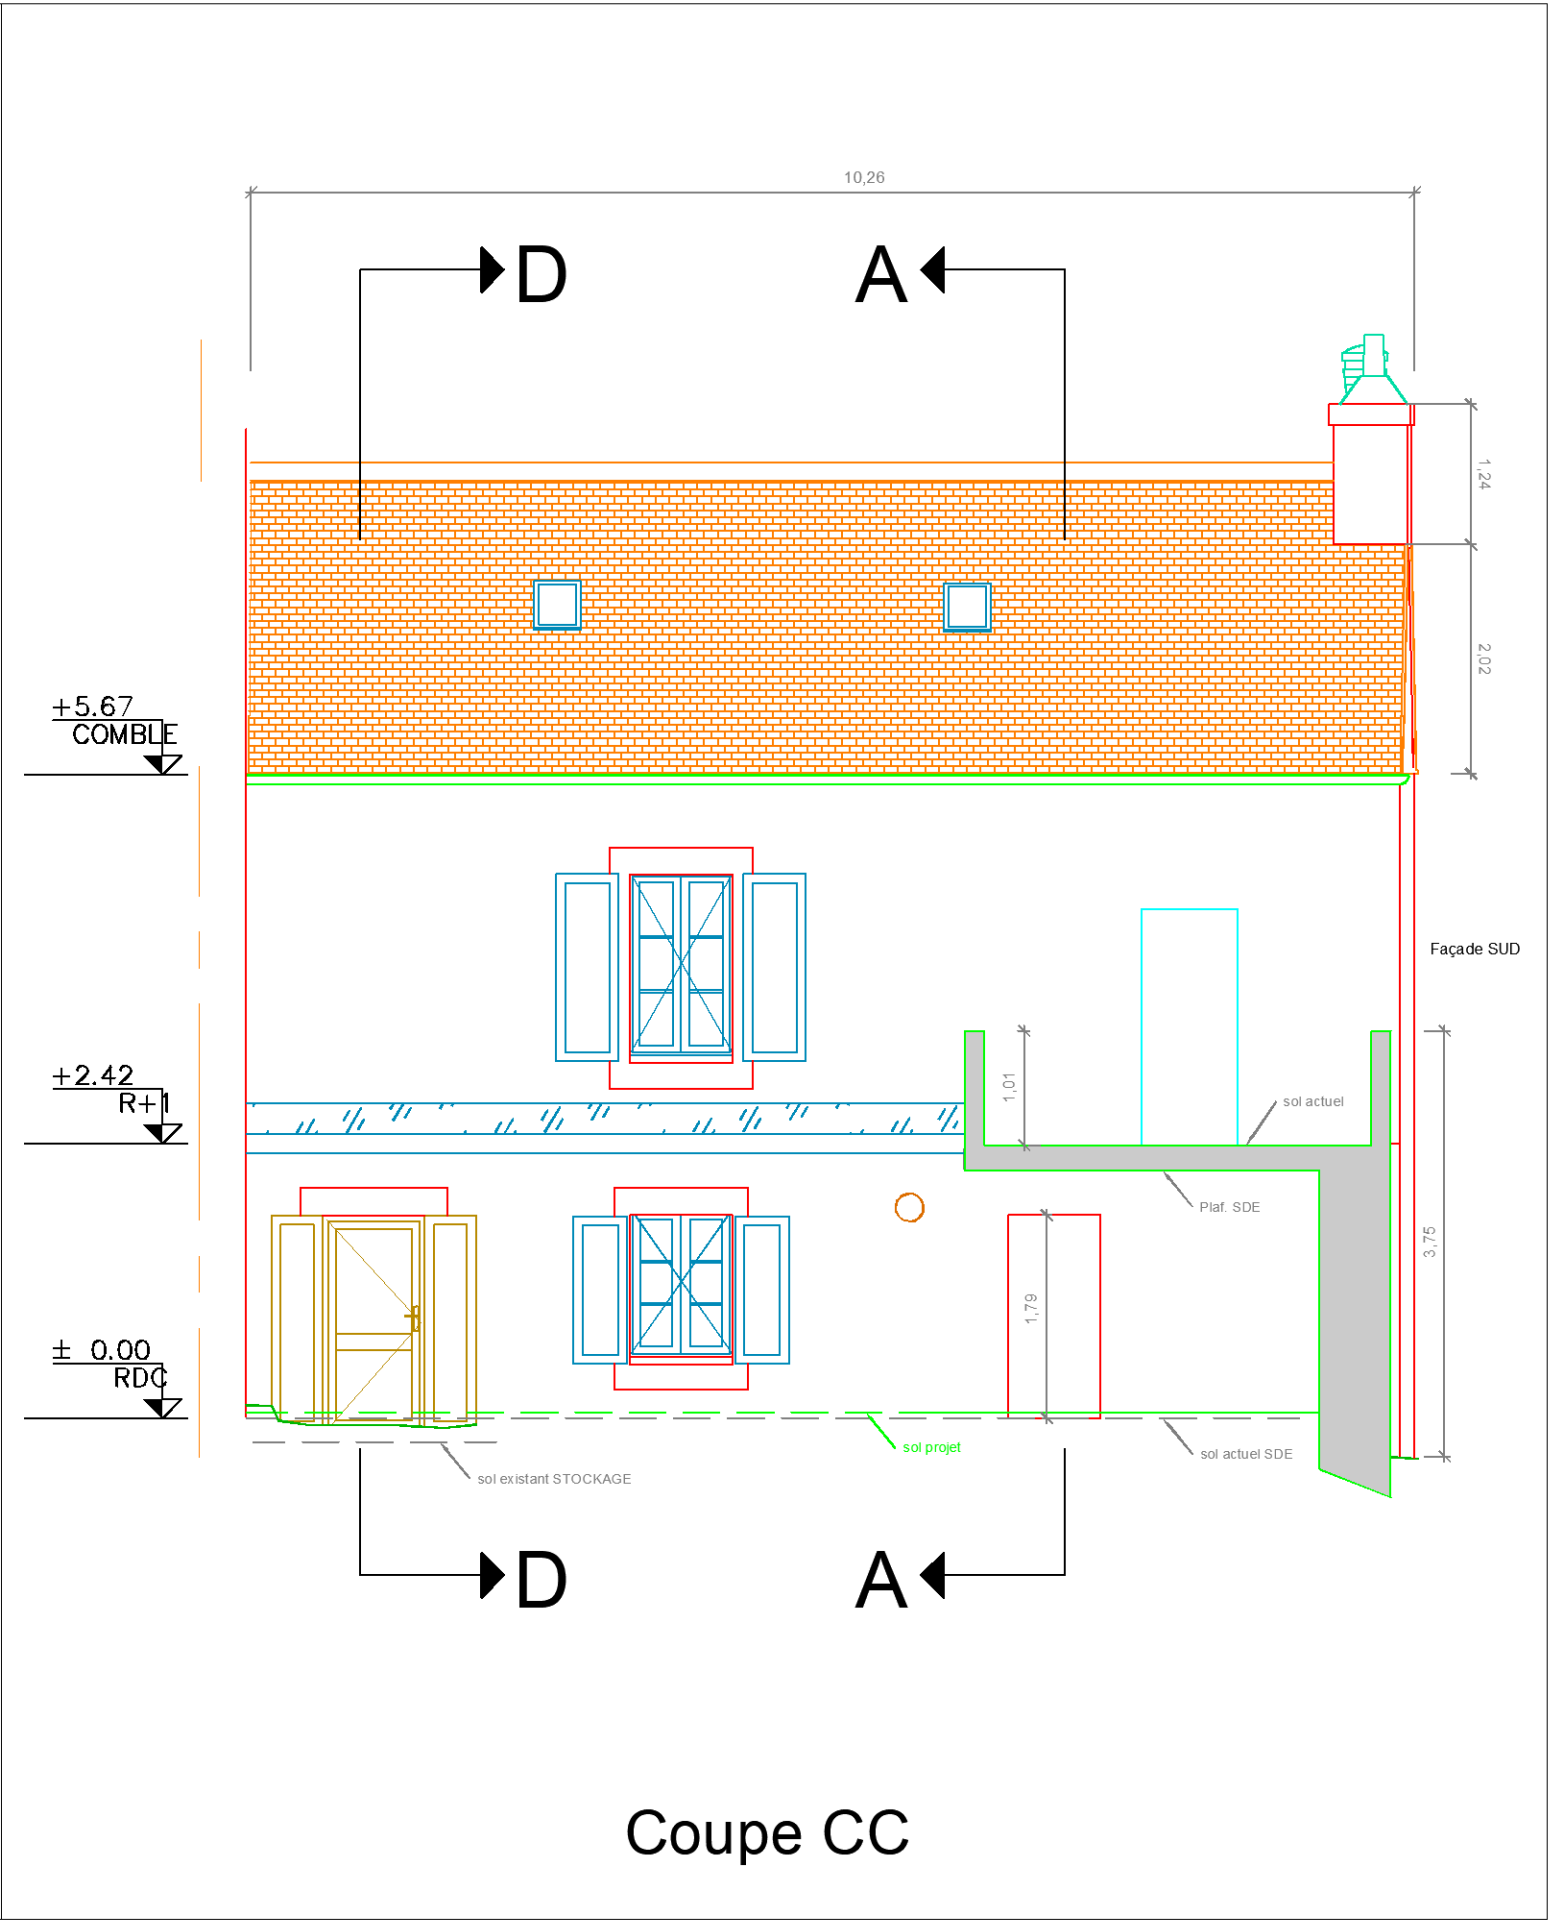 10,26
D
A
1,24
2,02
+5.67
COMBLE
Façade SUD
+2.42
R+1
1,01
sol actuel
Plaf. SDE
3,75
1,79
± 0.00
RDC
sol projet
sol actuel SDE
sol existant STOCKAGE
D
A
Coupe CC